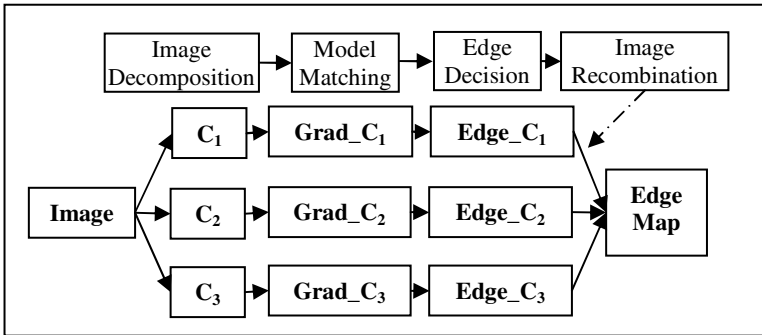 Image Decomposition
Model Matching
Edge Decision
Image Recombination
C₁
Grad_C₁
Edge_C₁
Image
C₂
Grad_C₂
Edge_C₂
Edge Map
C₃
Grad_C₃
Edge_C₃